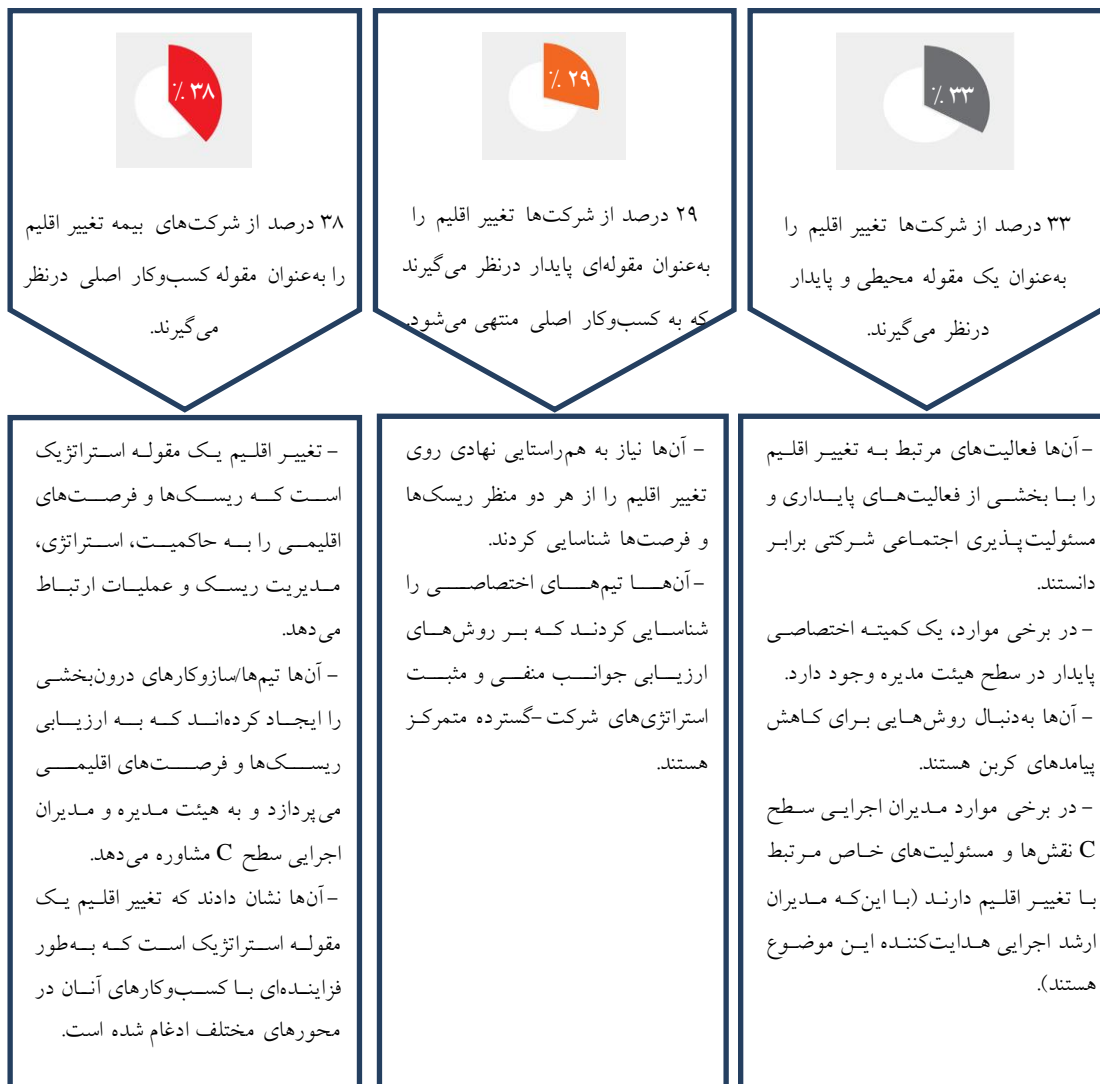 ٪ ۳۳
۳۳ درصد از شرکت‌ها تغییر اقلیم را
به‌عنوان یک مقوله محیطی و پایدار
درنظر می‌گیرند.
-آن‌ها فعالیت‌های مرتبط به تغییر اقلیم
را با بخشی از فعالیت‌های پایداری و
مسئولیت‌پذیری اجتماعی شرکتی برابر
دانستند.
- در برخی موارد، یک کمیته اختصاصی
پایدار در سطح هیئت مدیره وجود دارد.
- آن‌ها به‌دنبال روش‌هایی برای کاهش
پیامدهای کربن هستند.
- در برخی موارد مدیران اجرایی سطح
C نقش‌ها و مسئولیت‌های خاص مرتبط
با تغییر اقلیم دارند (با این‌که مدیران
ارشد اجرایی هدایت‌کننده این موضوع
هستند).
٪ ۲۹
۲۹ درصد از شرکت‌ها تغییر اقلیم را
به‌عنوان مقوله‌ای پایدار درنظر می‌گیرند
که به کسب‌وکار اصلی منتهی می‌شود.
- آن‌ها نیاز به هم‌راستایی نهادی روی
تغییر اقلیم را از هر دو منظر ریسک‌ها
و فرصت‌ها شناسایی کردند.
-آن‌ها تیم‌های اختصاصی را
شناسایی کردند که بر روش‌های
ارزیابی جوانب منفی و مثبت
استراتژی‌های شرکت-گسترده متمرکز
هستند.
٪ ۳۸
۳۸ درصد از شرکت‌های بیمه تغییر اقلیم
را به‌عنوان مقوله کسب‌وکار اصلی درنظر
می‌گیرند.
- تغییر اقلیم یک مقوله استراتژیک
است که ریسک‌ها و فرصت‌های
اقلیمی را به حاکمیت، استراتژی،
مدیریت ریسک و عملیات ارتباط
می‌دهد.
- آن‌ها تیم‌ها/سازوکارهای درون‌بخشی
را ایجاد کرده‌اند که به ارزیابی
ریسک‌ها و فرصت‌های اقلیمی
می‌پردازد و به هیئت مدیره و مدیران
اجرایی سطح C مشاوره می‌دهد.
-آن‌ها نشان دادند که تغییر اقلیم یک
مقوله استراتژیک است که به‌طور
فزاینده‌ای با کسب‌وکارهای آنان در
محورهای مختلف ادغام شده است.